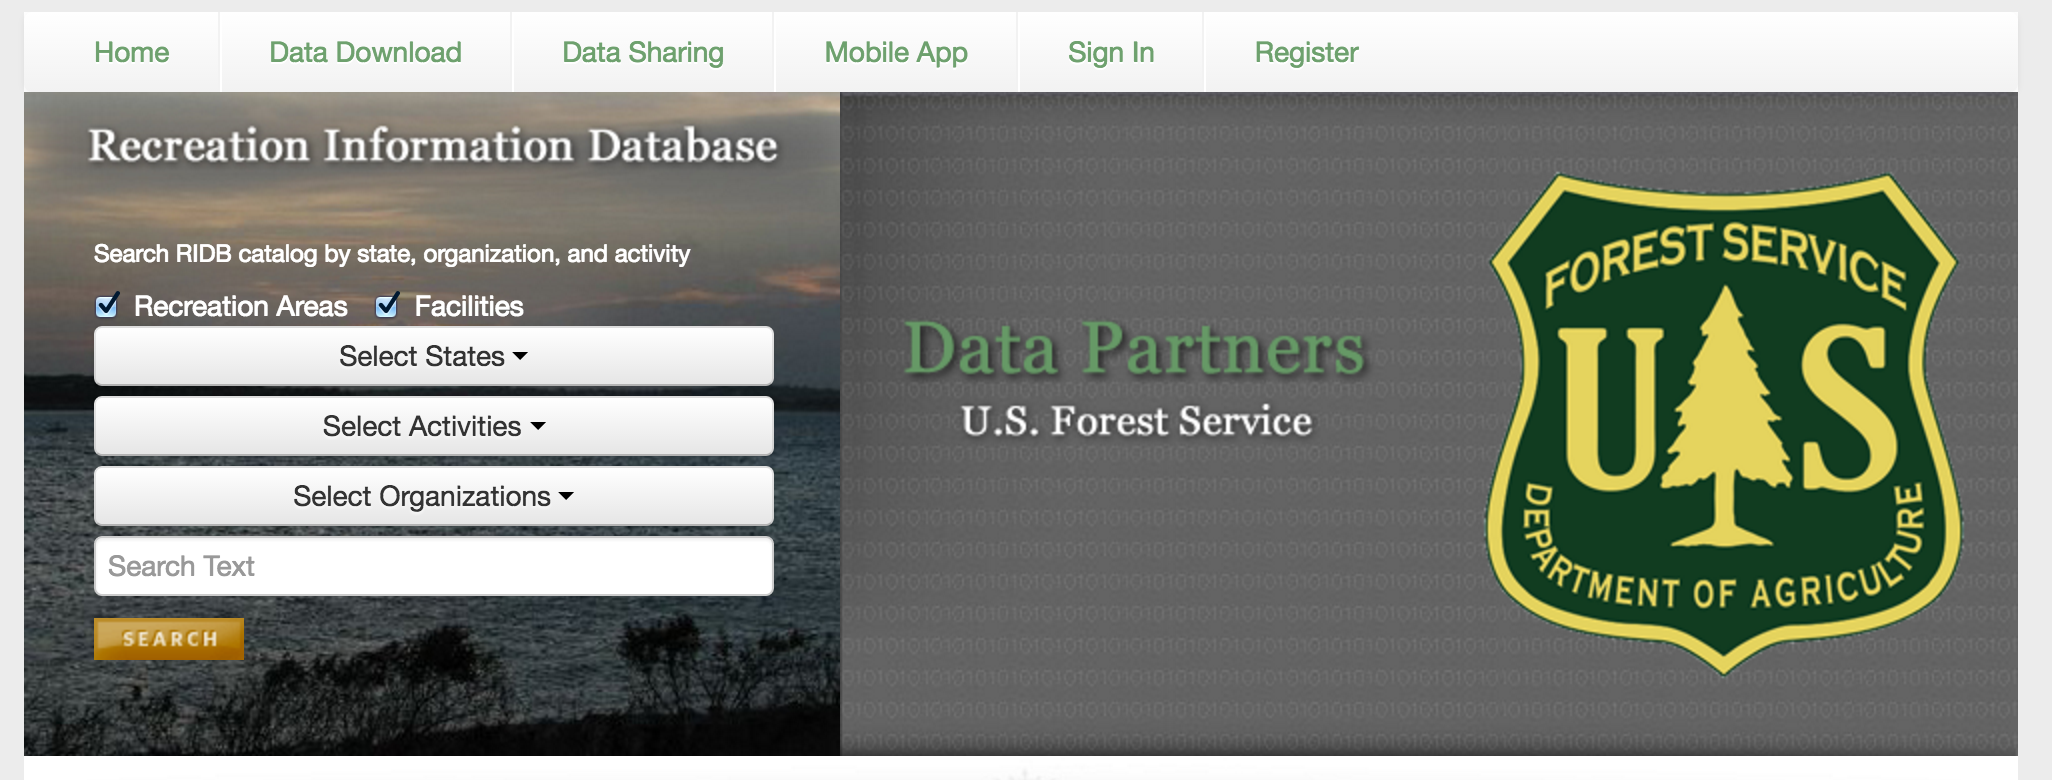 Home
Data Download
Data Sharing
Mobile App
Sign In
Register
Recreation Information Database
Search RIDB catalog by state, organization, and activity
Recreation Areas
Facilities
Select States
Select Activities
Select Organizations
Search Text
SEARCH
Data Partners
U.S. Forest Service
FOREST SERVICE
U S
DEPARTMENT OF AGRICULTURE